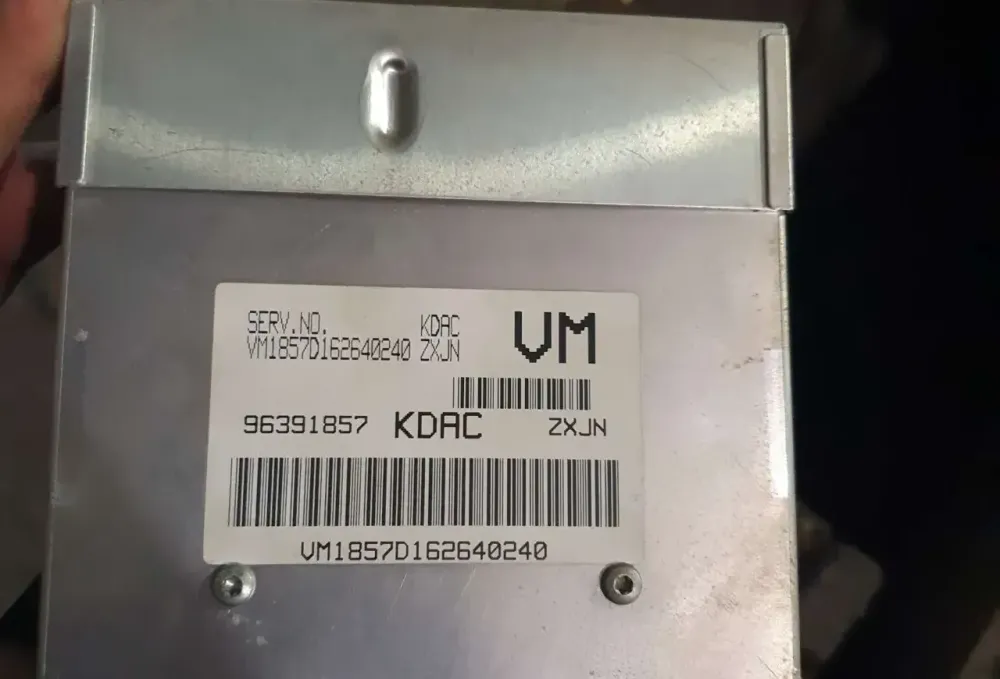 SERV.NO. KDAC
VM1857D162640240 ZXJN
VM
96391857 KDAC ZXJN
VM1857D162640240